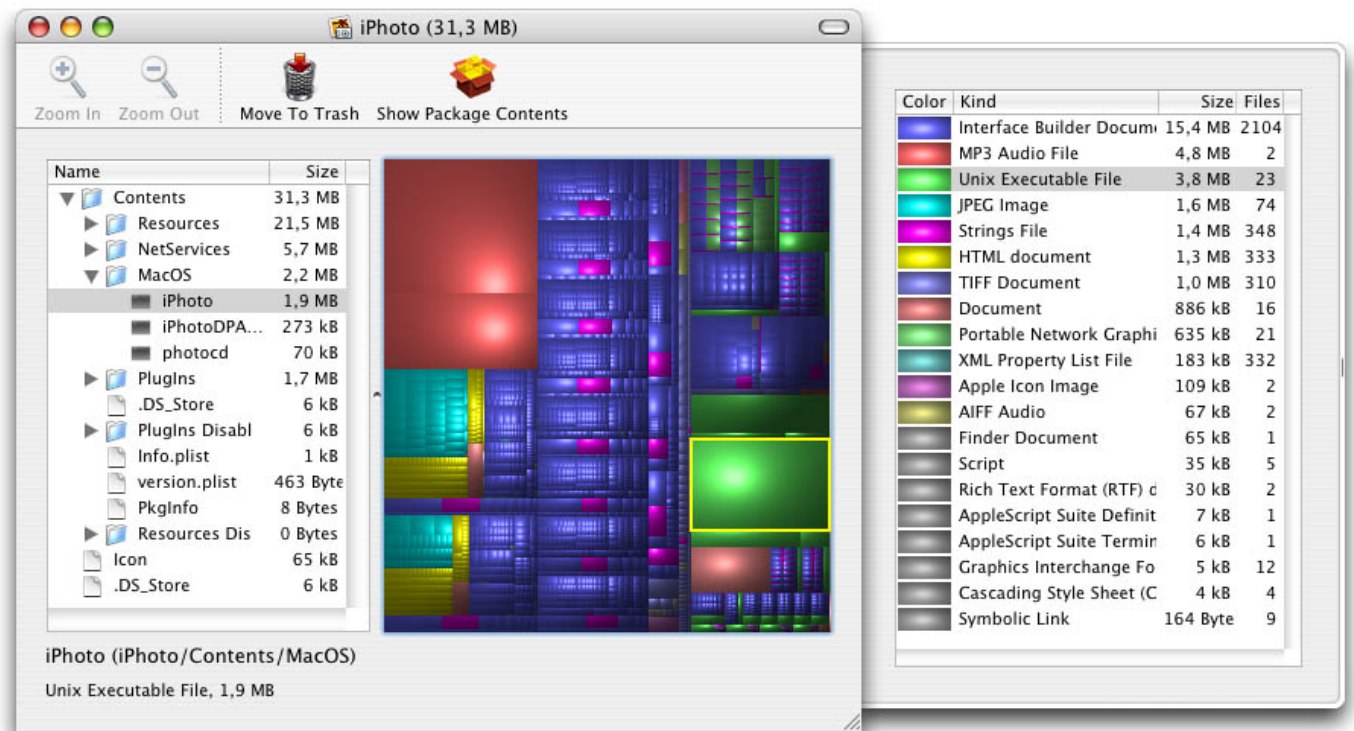 iPhoto (31,3 MB)
Zoom In Zoom Out Move To Trash Show Package Contents
Name Size
Contents 31,3 MB
Resources 21,5 MB
NetServices 5,7 MB
MacOS 2,2 MB
iPhoto 1,9 MB
iPhotoDPA... 273 kB
photocd 70 kB
PlugIns 1,7 MB
.DS_Store 6 kB
PlugIns Disabl 6 kB
Info.plist 1 kB
version.plist 463 Byte
PkgInfo 8 Bytes
Resources Dis 0 Bytes
Icon 65 kB
.DS_Store 6 kB
iPhoto (iPhoto/Contents/MacOS)
Unix Executable File, 1,9 MB
Color Kind Size Files
Interface Builder Docum 15,4 MB 2104
MP3 Audio File 4,8 MB 2
Unix Executable File 3,8 MB 23
JPEG Image 1,6 MB 74
Strings File 1,4 MB 348
HTML document 1,3 MB 333
TIFF Document 1,0 MB 310
Document 886 kB 16
Portable Network Graphi 635 kB 21
XML Property List File 183 kB 332
Apple Icon Image 109 kB 2
AIFF Audio 67 kB 2
Finder Document 65 kB 1
Script 35 kB 5
Rich Text Format (RTF) d 30 kB 2
AppleScript Suite Definit 7 kB 1
AppleScript Suite Termin 6 kB 1
Graphics Interchange Fo 5 kB 12
Cascading Style Sheet (C 4 kB 4
Symbolic Link 164 Byte 9